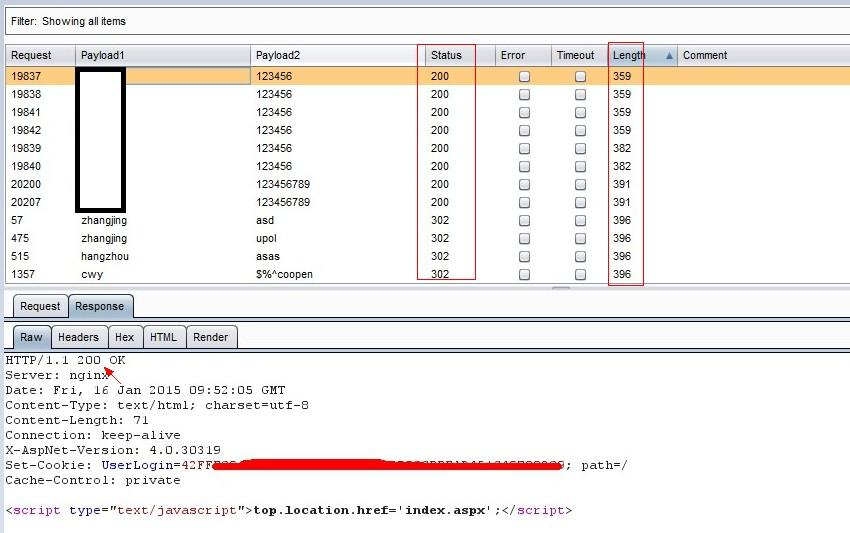 Filter: Showing all items
Request Payload1 Payload2 Status Error Timeout Length Comment
19837 123456 200 359
19838 123456 200 359
19841 123456 200 359
19842 123456 200 359
19839 123456 200 382
19840 123456 200 382
20200 123456789 200 391
20207 123456789 200 391
57 zhangjing asd 302 396
475 zhangjing upol 302 396
515 hangzhou asas 302 396
1357 cwy $%^coopen 302 396
Request Response
Raw Headers Hex HTML Render
HTTP/1.1 200 OK
Server: nginx
Date: Fri, 16 Jan 2015 09:52:05 GMT
Content-Type: text/html; charset=utf-8
Content-Length: 71
Connection: keep-alive
X-AspNet-Version: 4.0.30319
Set-Cookie: UserLogin=42FF ; path=/
Cache-Control: private
<script type="text/javascript">top.location.href='index.aspx';</script>